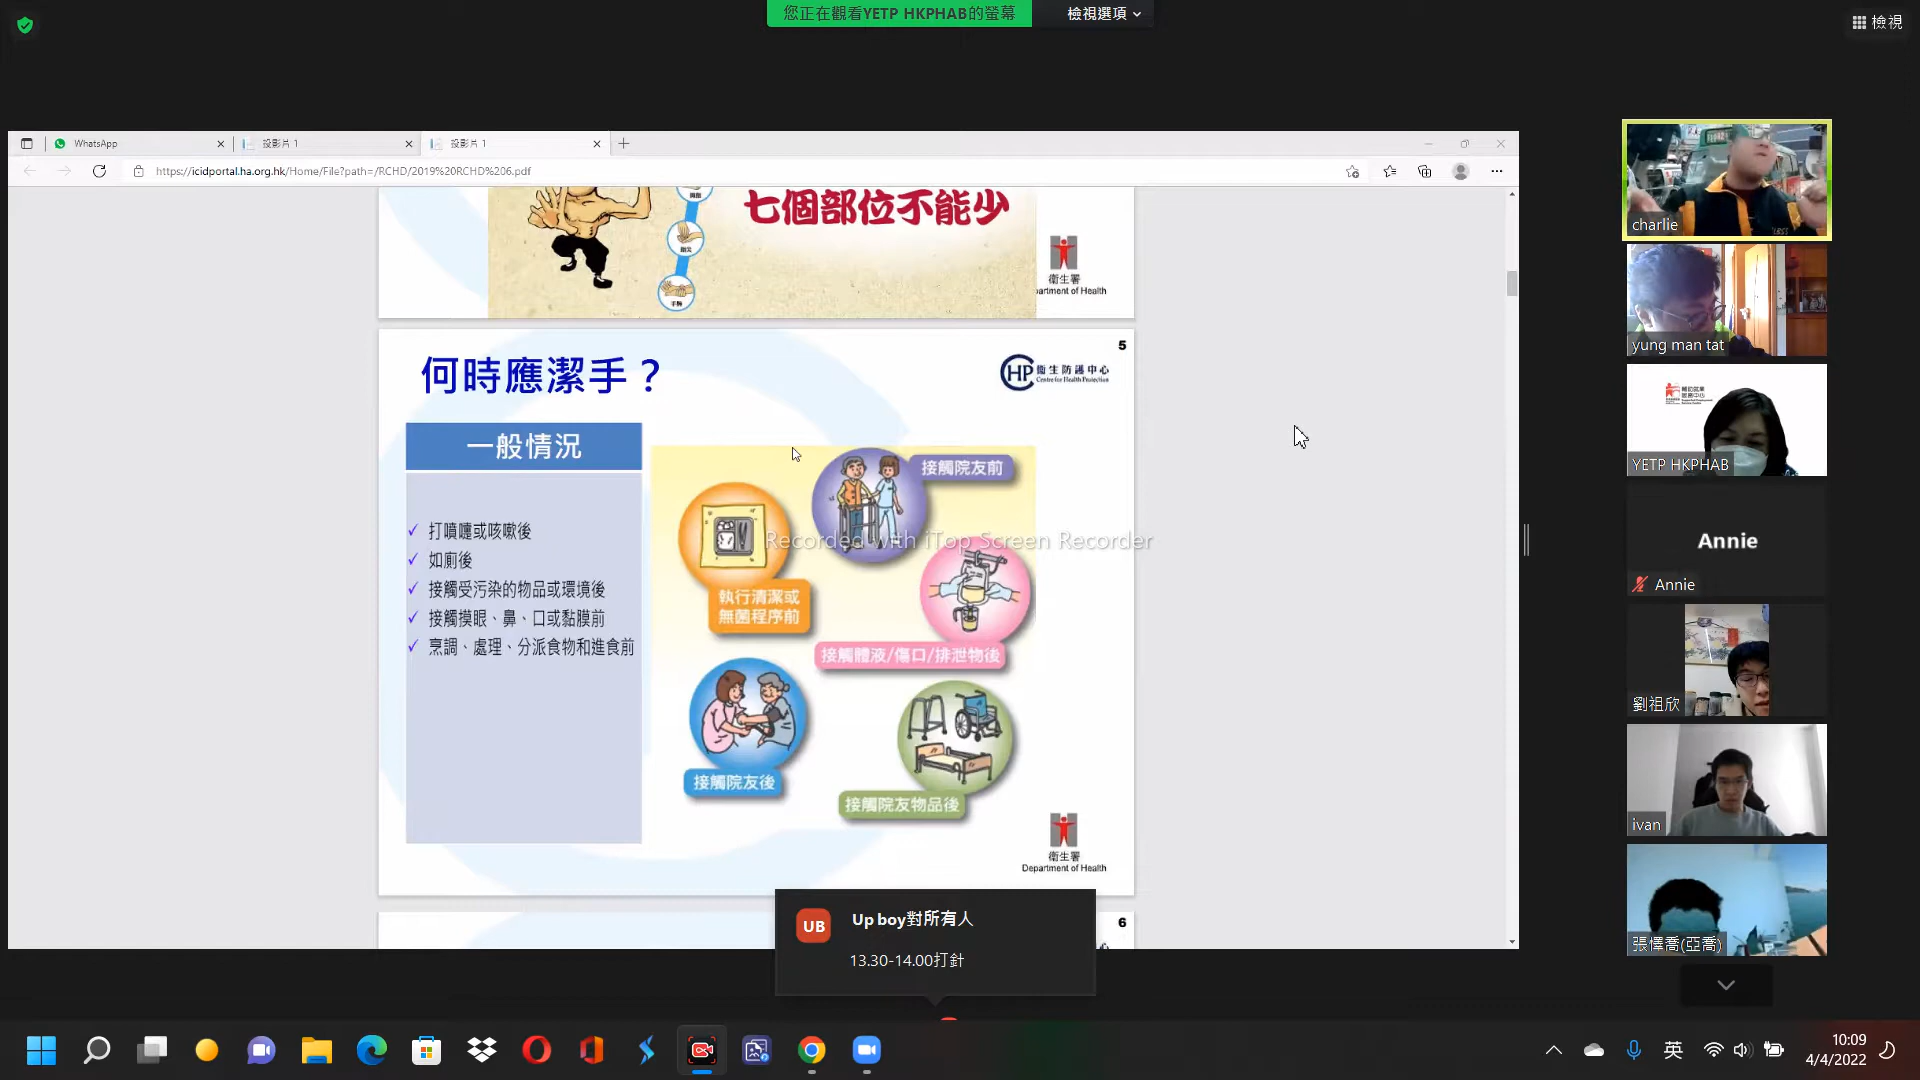 您正在觀看YETP HKPHAB的螢幕
檢視選項
檢視
WhatsApp
投影片 1
投影片 1
https://icidportal.ha.org.hk/Home/File?path=/RCHD/2019%20RCHD%206.pdf
七個部位不能少
手腕
衛生署
artment of Health
5
何時應潔手？
衛生防護中心
Centre for Health Protection
一般情況
打噴嚏或咳嗽後
如廁後
接觸受污染的物品或環境後
接觸摸眼、鼻、口或黏膜前
烹調、處理、分派食物和進食前
接觸院友前
執行清潔或
無菌程序前
接觸體液/傷口/排泄物後
接觸院友後
接觸院友物品後
衛生署
Department of Health
Recorded with iTop Screen Recorder
6
UB
Up boy對所有人
13.30-14.00打針
charlie
yung man tat
YETP HKPHAB
Annie
Annie
劉祖欣
ivan
張懌喬(亞喬)
英
10:09
4/4/2022